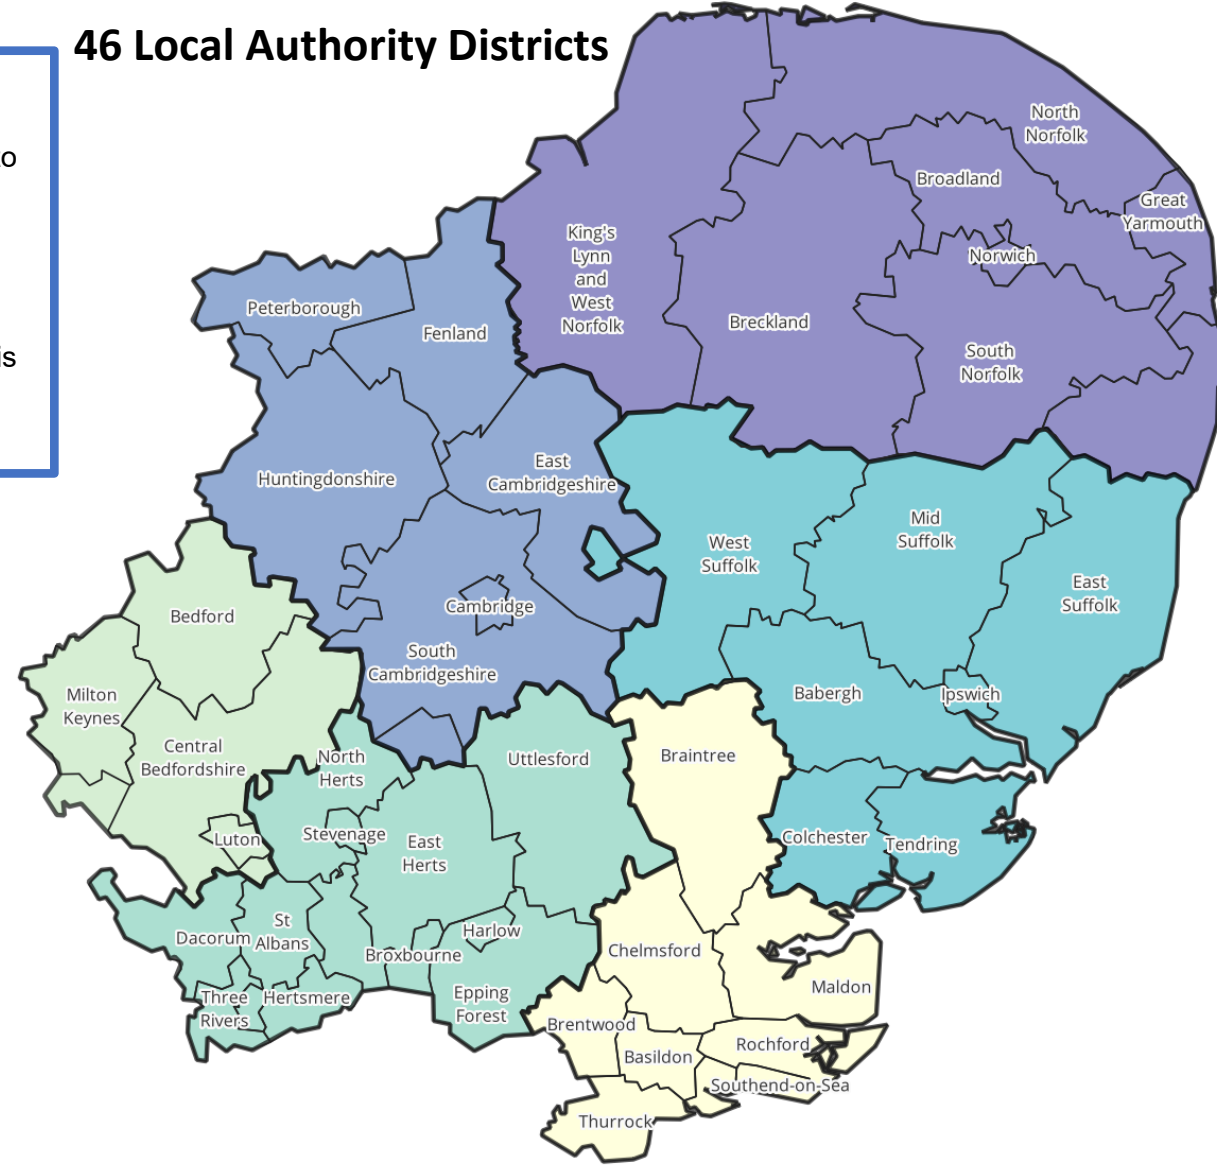 46 Local Authority Districts
to
is
North
Norfolk
Broadland
Great
Yarmouth
King's
Lynn
and
West
Norfolk
Norwich
Breckland
South
Norfolk
Peterborough
Fenland
Huntingdonshire
East
Cambridgeshire
Cambridge
South
Cambridgeshire
West
Suffolk
Mid
Suffolk
East
Suffolk
Babergh
Ipswich
Bedford
Milton
Keynes
Central
Bedfordshire
Luton
North
Herts
Stevenage
East
Herts
Uttlesford
Braintree
Colchester
Tendring
Dacorum
St
Albans
Broxbourne
Harlow
Three
Rivers
Hertsmere
Epping
Forest
Chelmsford
Maldon
Brentwood
Basildon
Rochford
Southend-on-Sea
Thurrock